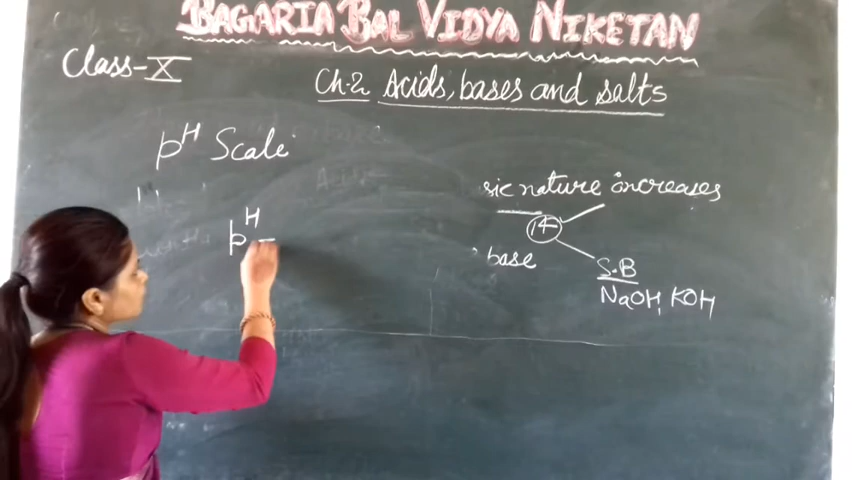 BAGARIA BAL VIDYA NIKETAN
Class-X
Ch-2 Acids, bases and salts
pH Scale
sic nature increases
pH
14
base
S.B
NaOH, KOH